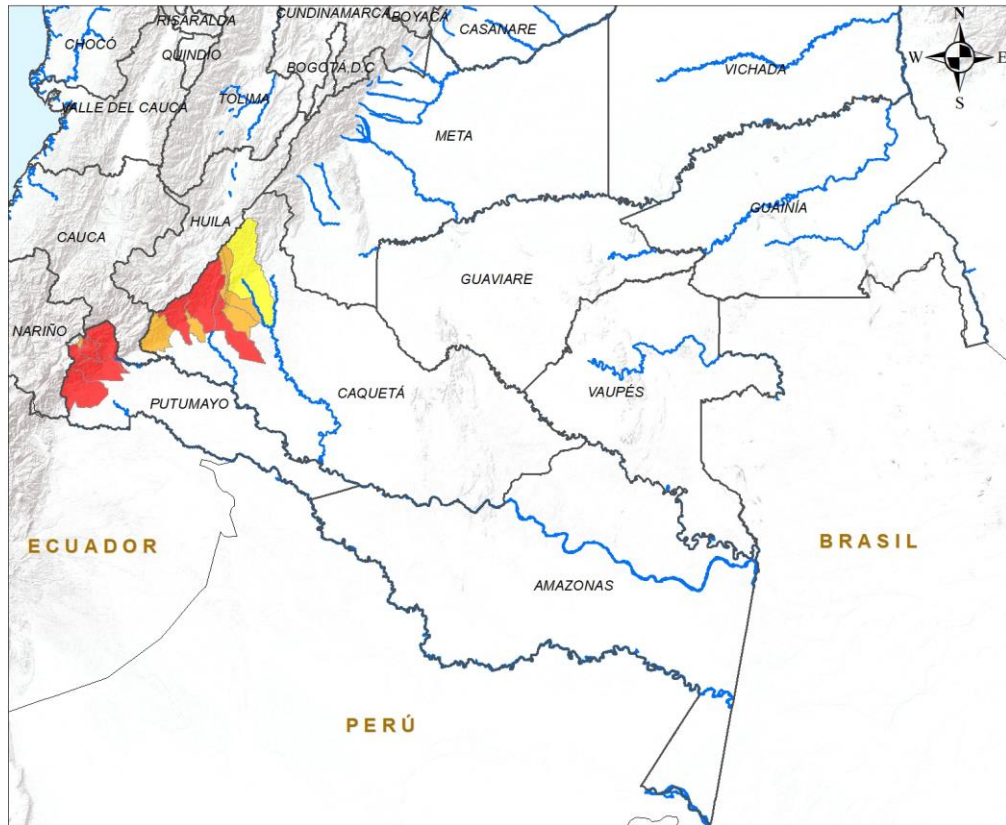 CUNDINAMARCA
BOYACÁ
RISARALDA
CASANARE
N
CHOCÓ
QUINDÍO
BOGOTÁ D.C
W
E
VICHADA
TOLIMA
S
VALLE DEL CAUCA
META
GUAINÍA
HUILA
CAUCA
GUAVIARE
NARIÑO
CAQUETÁ
VAUPÉS
PUTUMAYO
ECUADOR
BRASIL
AMAZONAS
PERÚ